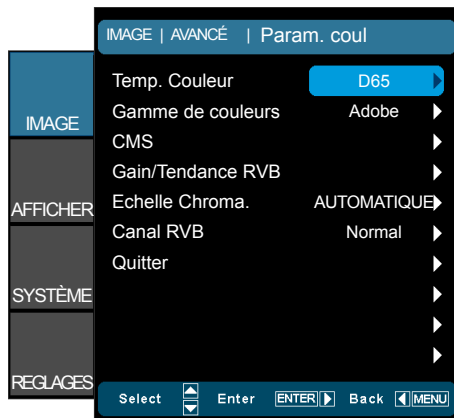 IMAGE | AVANCÉ | Param. coul
IMAGE
AFFICHER
SYSTÈME
REGLAGES
Temp. Couleur D65
Gamme de couleurs Adobe
CMS
Gain/Tendance RVB
Echelle Chroma. AUTOMATIQUE
Canal RVB Normal
Quitter
Select Enter ENTER Back MENU